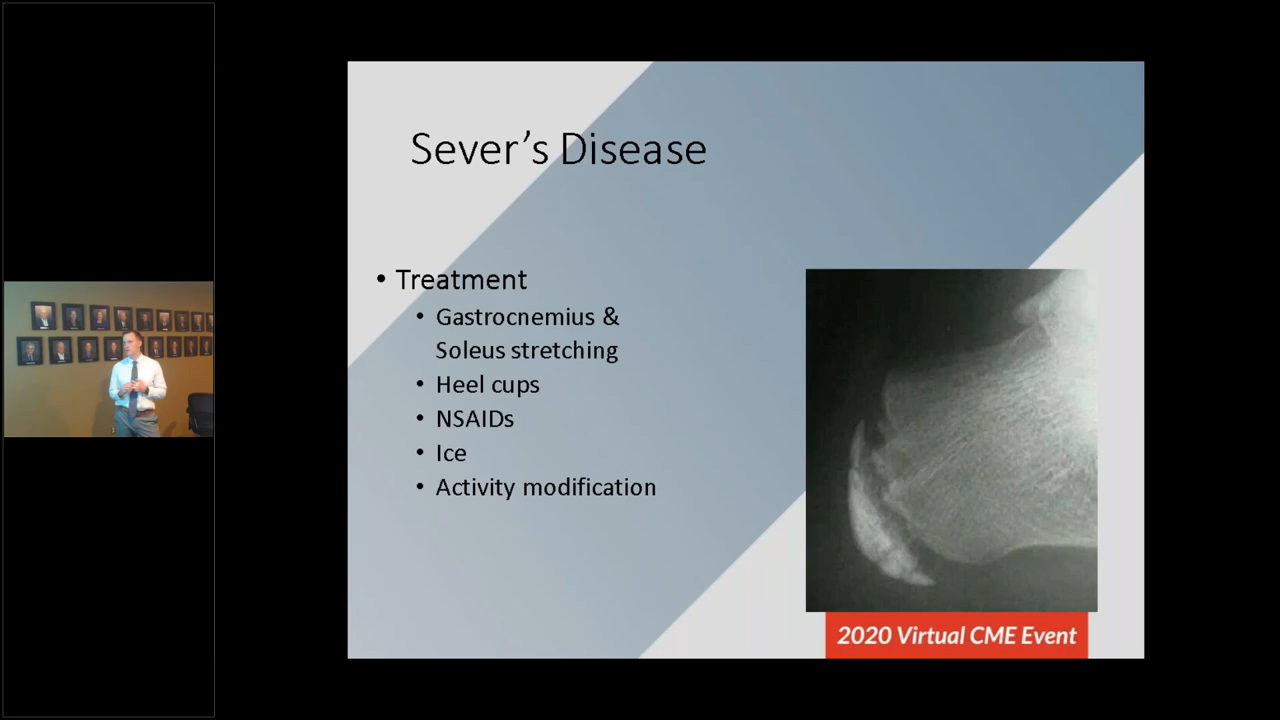 Sever’s Disease
• Treatment
• Gastrocnemius &
Soleus stretching
• Heel cups
• NSAIDs
• Ice
• Activity modification
2020 Virtual CME Event